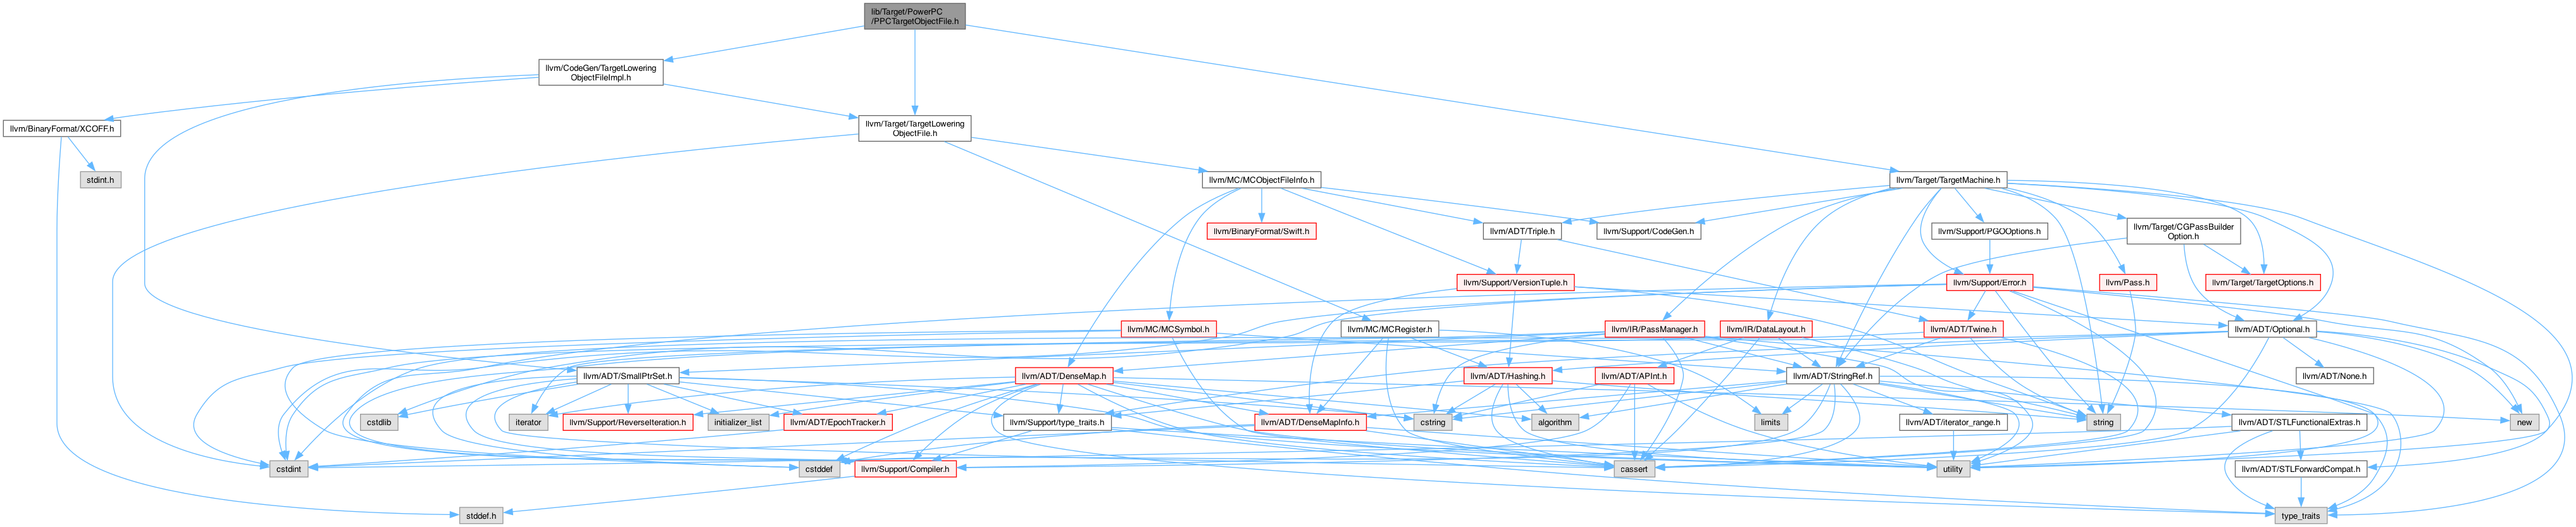 lib/Target/PowerPC
/PPCTargetObjectFile.h
llvm/CodeGen/TargetLowering
ObjectFileImpl.h
llvm/BinaryFormat/XCOFF.h
llvm/Target/TargetLowering
ObjectFile.h
stdint.h
llvm/MC/MCObjectFileInfo.h
llvm/Target/TargetMachine.h
llvm/BinaryFormat/Swift.h
llvm/ADT/Triple.h
llvm/Support/CodeGen.h
llvm/Support/PGOOptions.h
llvm/Target/CGPassBuilder
Option.h
llvm/Support/VersionTuple.h
llvm/Support/Error.h
llvm/Pass.h
llvm/Target/TargetOptions.h
llvm/MC/MCSymbol.h
llvm/MC/MCRegister.h
llvm/IR/PassManager.h
llvm/IR/DataLayout.h
llvm/ADT/Twine.h
llvm/ADT/Optional.h
llvm/ADT/SmallPtrSet.h
llvm/ADT/DenseMap.h
llvm/ADT/Hashing.h
llvm/ADT/APInt.h
llvm/ADT/StringRef.h
llvm/ADT/None.h
cstdlib
iterator
llvm/Support/ReverseIteration.h
initializer_list
llvm/ADT/EpochTracker.h
llvm/Support/type_traits.h
cstring
algorithm
llvm/ADT/DenseMapInfo.h
limits
llvm/ADT/iterator_range.h
string
llvm/ADT/STLFunctionalExtras.h
new
cstdint
cstddef
llvm/Support/Compiler.h
cassert
utility
llvm/ADT/STLForwardCompat.h
stddef.h
type_traits